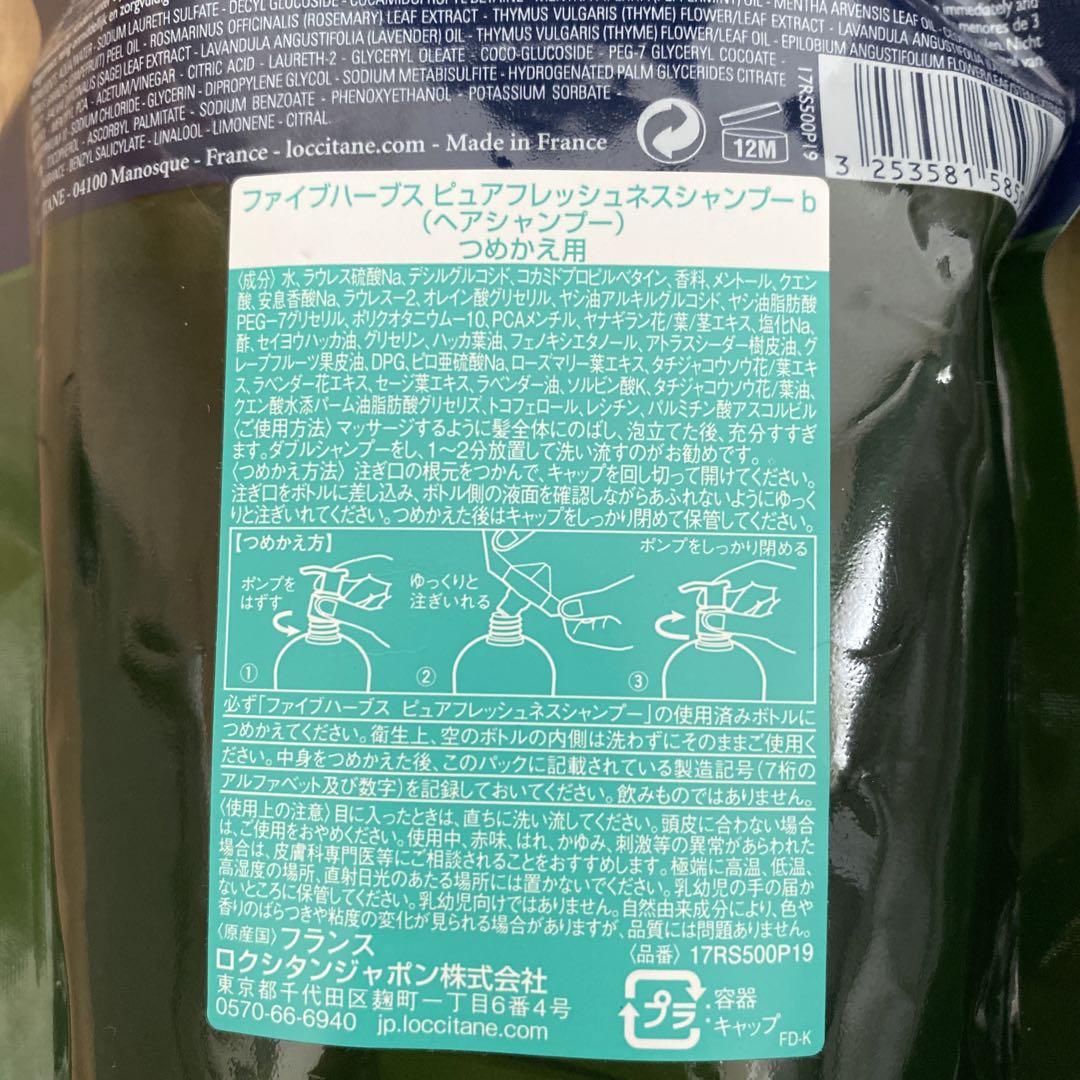 SODIUM LAURETH SULFATE - DECYL GLUCOSIDE -
MENTHA ARVENSIS LEAF OIL
PEEL OIL - ROSMARINUS OFFICINALIS (ROSEMARY) LEAF EXTRACT - THYMUS VULGARIS (THYME) FLOWER/LEAF EXTRACT - LAVANDULA ANGUSTIFOLIA
(SAGE) LEAF EXTRACT - LAVANDULA ANGUSTIFOLIA (LAVENDER) OIL - THYMUS VULGARIS (THYME) FLOWER/LEAF OIL - EPILOBIUM ANGUSTIFOLIUM
PCA - ACETUM/VINEGAR - CITRIC ACID - LAURETH-2 - GLYCERYL OLEATE - COCO-GLUCOSIDE - PEG-7 GLYCERYL COCOATE -
SODIUM CHLORIDE - GLYCERIN - DIPROPYLENE GLYCOL - SODIUM METABISULFITE - HYDROGENATED PALM GLYCERIDES CITRATE
- ASCORBYL PALMITATE - SODIUM BENZOATE - PHENOXYETHANOL - POTASSIUM SORBATE
- BENZYL SALICYLATE - LINALOOL - LIMONENE - CITRAL.
04100 Manosque - France - loccitane.com - Made in France
12M
17RS500P19
3 253581
ファイブハーブス ピュアフレッシュネスシャンプー b
（ヘアシャンプー）
つめかえ用
〈成分〉水、ラウレス硫酸Na、デシルグルコシド、コカミドプロピルベタイン、香料、メントール、クエン
酸、安息香酸Na、ラウレス－2、オレイン酸グリセリル、ヤシ油アルキルグルコシド、ヤシ油脂肪酸
PEG－7グリセリル、ポリクオタニウム－10、PCAメンチル、ヤナギラン花/葉/茎エキス、塩化Na、
酢、セイヨウハッカ油、グリセリン、ハッカ葉油、フェノキシエタノール、アトラスシーダー樹皮油、グ
レープフルーツ果皮油、DPG、ピロ亜硫酸Na、ローズマリー葉エキス、タチジャコウソウ花/葉エキ
ス、ラベンダー花エキス、セージ葉エキス、ラベンダー油、ソルビン酸K、タチジャコウソウ花/葉油、
クエン酸水添パーム油脂肪酸グリセリズ、トコフェロール、レシチン、パルミチン酸アスコルビル
〈ご使用方法〉マッサージするように髪全体にのばし、泡立てた後、充分すすぎ
ます。ダブルシャンプーをし、1〜2分放置して洗い流すのがお勧めです。
〈つめかえ方法〉注ぎ口の根元をつかんで、キャップを回し切って開けてください。
注ぎ口をボトルに差し込み、ボトル側の液面を確認しながらあふれないようにゆっく
りと注ぎいれてください。つめかえた後はキャップをしっかり閉めて保管してください。
【つめかえ方】
ポンプを
はずす
①
ゆっくりと
注ぎいれる
②
ポンプをしっかり閉める
③
必ず「ファイブハーブス ピュアフレッシュネスシャンプー」の使用済みボトルに
つめかえてください。衛生上、空のボトルの内側は洗わずにそのままご使用く
ださい。中身をつめかえた後、このパックに記載されている製造記号（7桁の
アルファベット及び数字）を記録しておいてください。飲みものではありません。
〈使用上の注意〉目に入ったときは、直ちに洗い流してください。頭皮に合わない場合
は、ご使用をおやめください。使用中、赤味、はれ、かゆみ、刺激等の異常があらわれた
場合は、皮膚科専門医等にご相談されることをおすすめします。極端に高温、低温、
高湿度の場所、直射日光のあたる場所には置かないでください。乳幼児の手の届か
ないところに保管してください。乳幼児向けではありません。自然由来成分により、色や
香りのばらつきや粘度の変化が見られる場合がありますが、品質には問題ありません。
〈原産国〉フランス
〈品番〉17RS500P19
ロクシタンジャポン株式会社
東京都千代田区麹町一丁目6番4号
0570-66-6940 jp.loccitane.com
プラ
：容器
：キャップ
FD-K